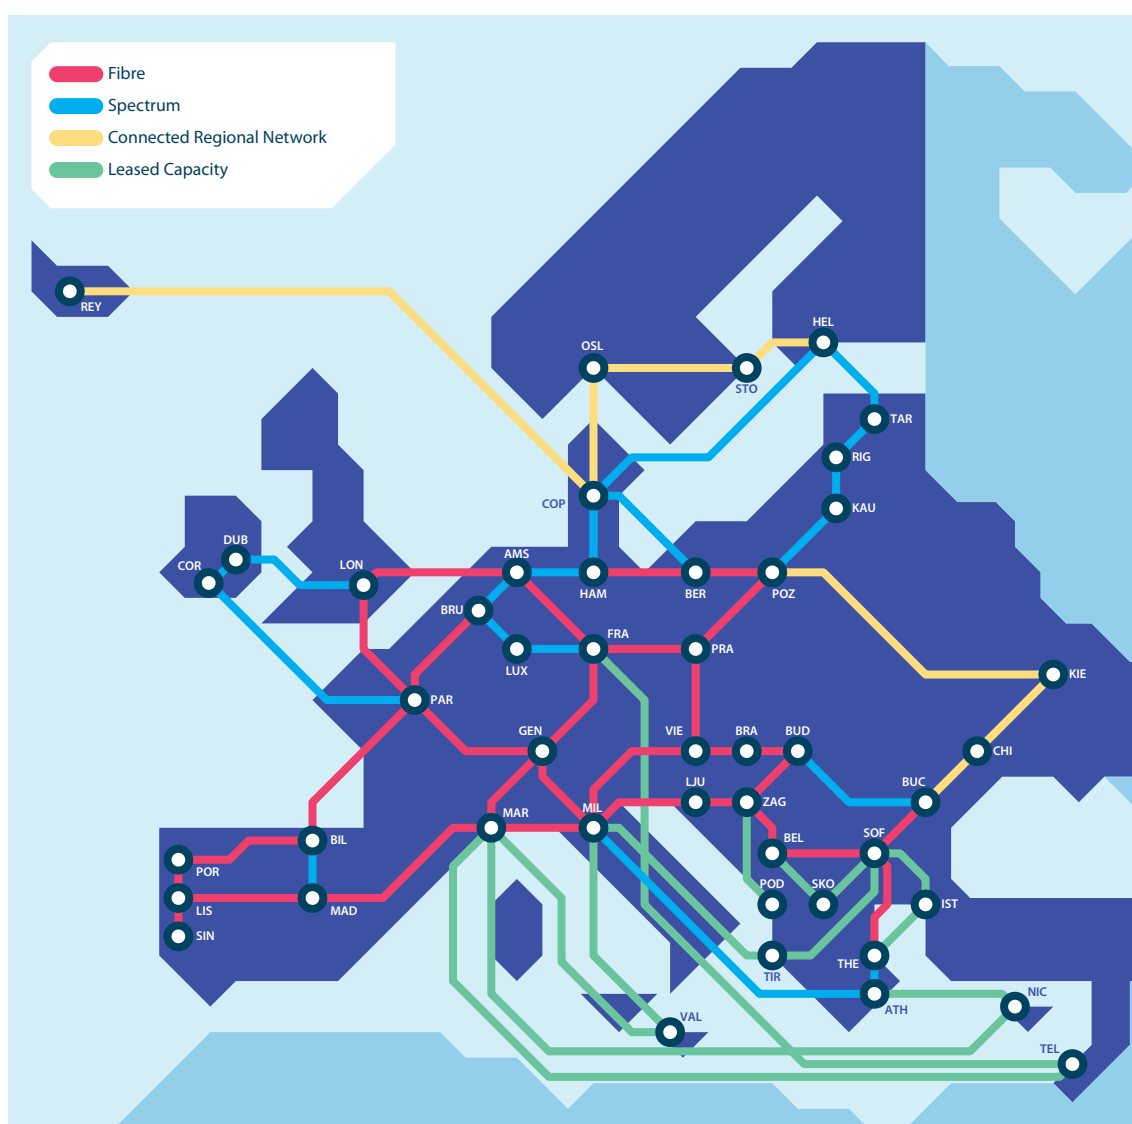 Fibre
Spectrum
Connected Regional Network
Leased Capacity
REY
HEL
OSL
STO
TAR
RIG
COP
KAU
DUB
AMS
COR
LON
HAM
BER
POZ
BRU
FRA
PRA
LUX
KIE
PAR
GEN
VIE
BRA
BUD
CHI
LJU
BUC
ZAG
MAR
MIL
SOF
BIL
BEL
POR
POD
SKO
LIS
MAD
IST
SIN
THE
TIR
NIC
ATH
VAL
TEL